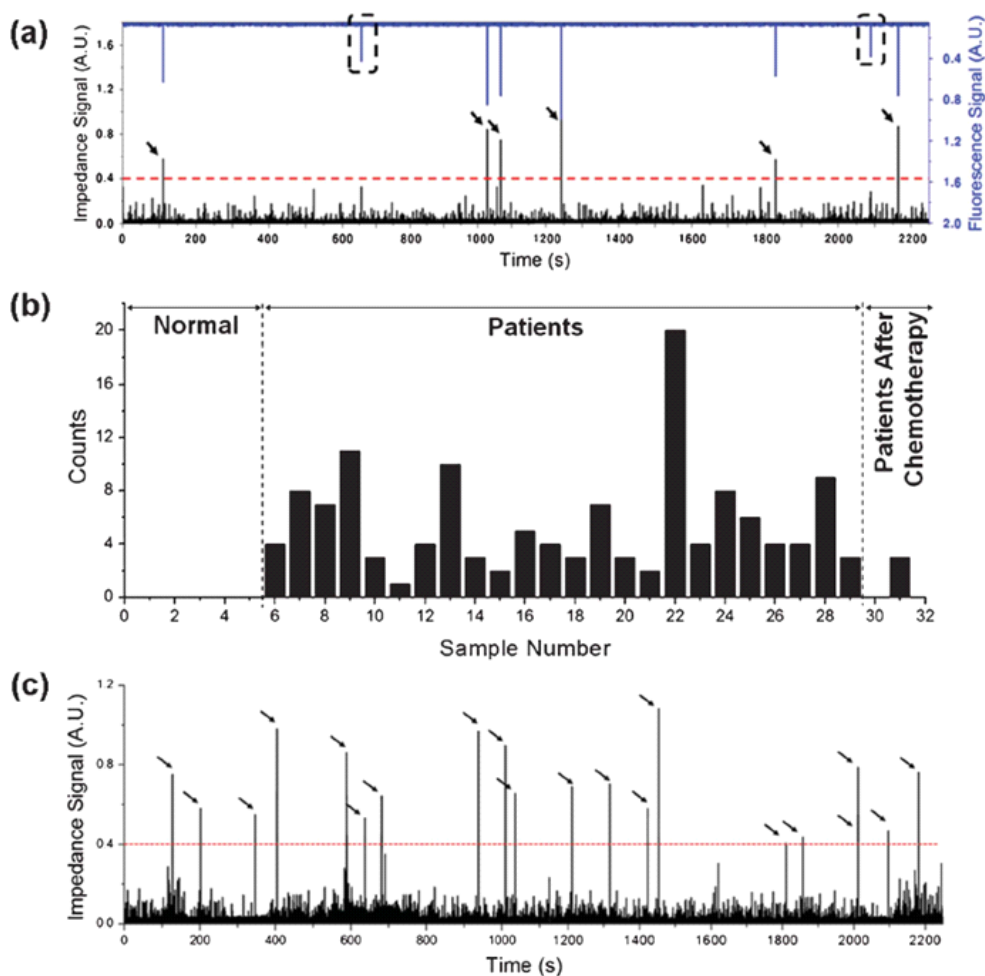 (a)
Impedance Signal (A.U.)
1.6
1.2
0.8
0.4
0.0
0.4
0.8
1.2
1.6
2.0
Fluorescence Signal (A.U.)
0 200 400 600 800 1000 1200 1400 1600 1800 2000 2200
Time (s)
(b)
Normal
Patients
Patients After
Chemotherapy
Counts
20
16
12
8
4
0
0 2 4 6 8 10 12 14 16 18 20 22 24 26 28 30 32
Sample Number
(c)
Impedance Signal (A.U.)
1.2
0.8
0.4
0.0
0 200 400 600 800 1000 1200 1400 1600 1800 2000 2200
Time (s)